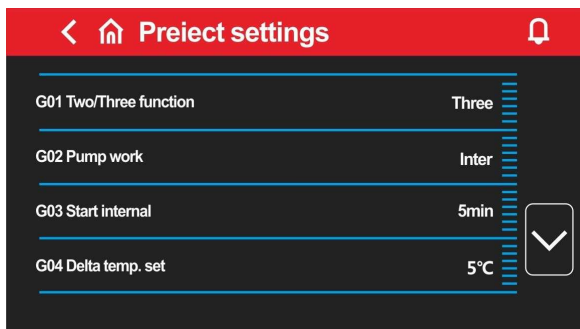 Preiect settings
G01 Two/Three function Three
G02 Pump work Inter
G03 Start internal 5min
G04 Delta temp. set 5℃